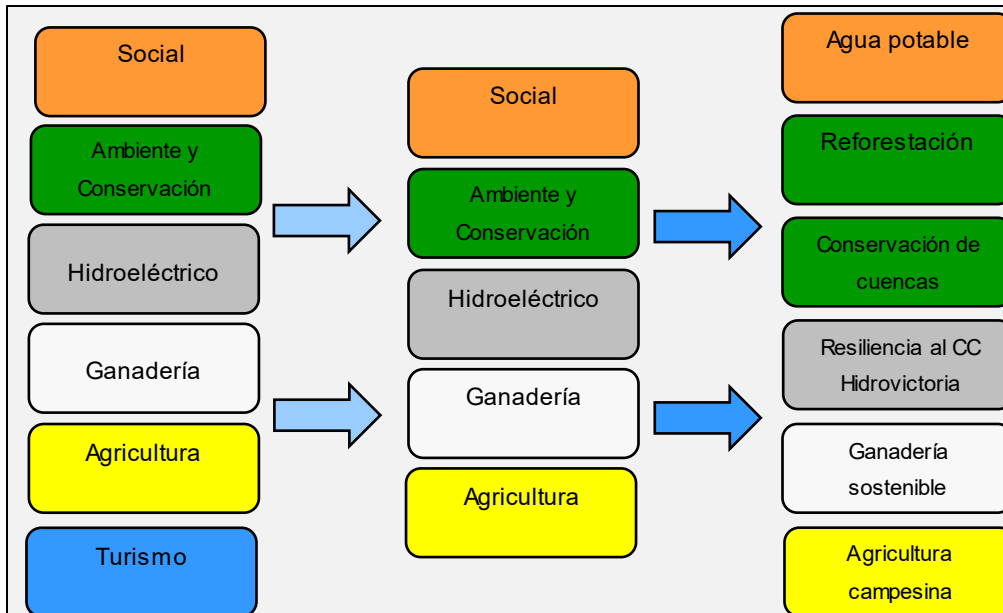 Social
Ambiente y
Conservación
Hidroeléctrico
Ganadería
Agricultura
Turismo
Social
Ambiente y
Conservación
Hidroeléctrico
Ganadería
Agricultura
Agua potable
Reforestación
Conservación de
cuencas
Resiliencia al CC
Hidrovictoria
Ganadería
sostenible
Agricultura
campesina